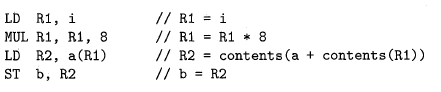 LD R1, i // R1 = i
MUL R1, R1, 8 // R1 = R1 * 8
LD R2, a(R1) // R2 = contents(a + contents(R1))
ST b, R2 // b = R2